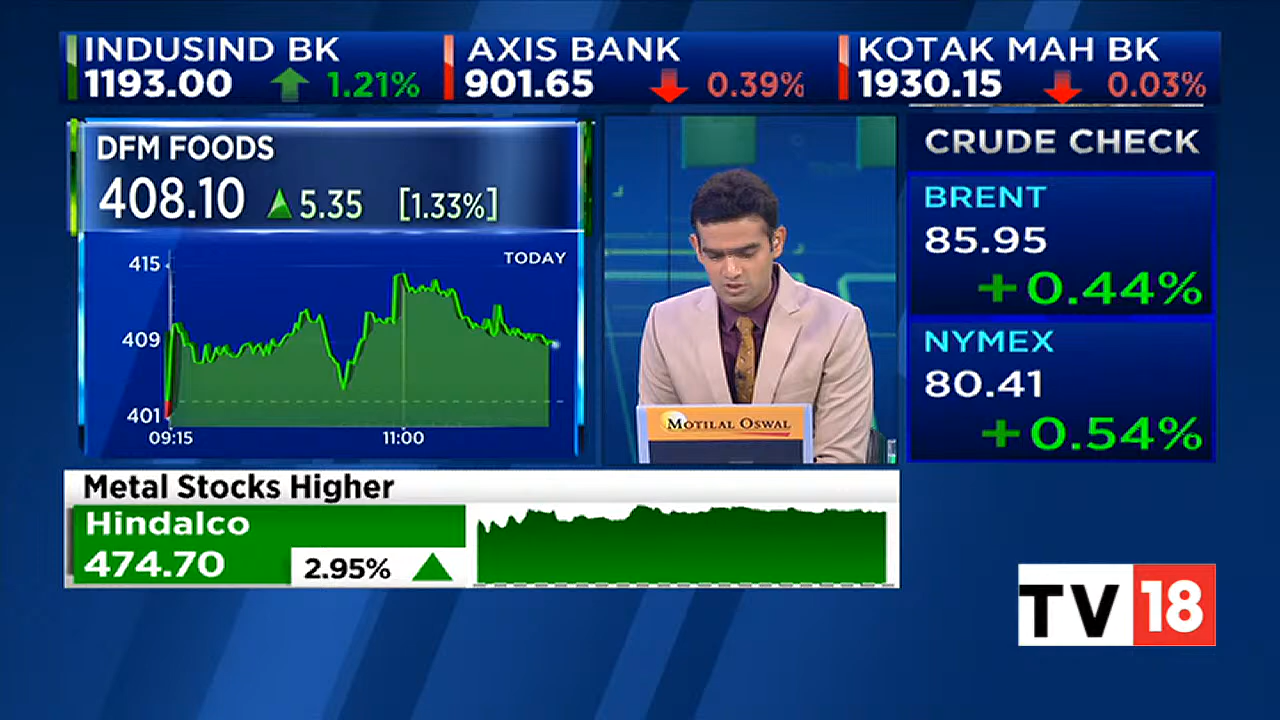 INDUSIND BK
1193.00 1.21%
AXIS BANK
901.65 0.39%
KOTAK MAH BK
1930.15 0.03%
DFM FOODS
408.10 5.35 [1.33%]
TODAY
415
409
401
09:15 11:00
MOTILAL OSWAL
CRUDE CHECK
BRENT
85.95
+0.44%
NYMEX
80.41
+0.54%
Metal Stocks Higher
Hindalco
474.70 2.95%
TV18